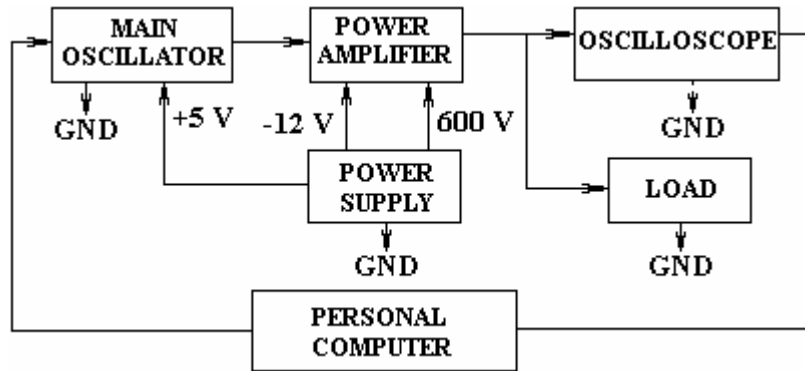 MAIN
OSCILLATOR
POWER
AMPLIFIER
OSCILLOSCOPE
GND
+5 V
-12 V
600 V
GND
POWER
SUPPLY
LOAD
GND
GND
PERSONAL
COMPUTER